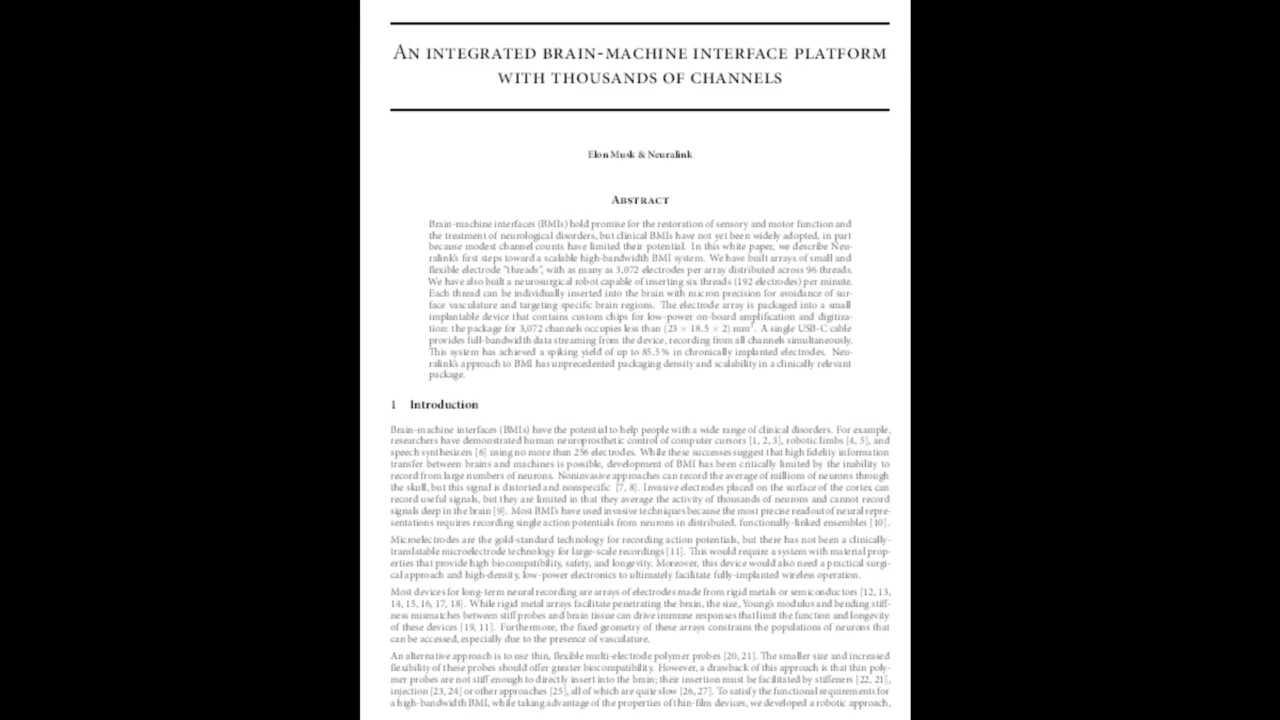 AN INTEGRATED BRAIN-MACHINE INTERFACE PLATFORM
WITH THOUSANDS OF CHANNELS
Elon Musk & Neuralink
ABSTRACT
Brain-machine interfaces (BMIs) hold promise for the restoration of sensory and motor function and
the treatment of neurological disorders, but clinical BMIs have not yet been widely adopted, in part
because modest channel counts have limited their potential. In this white paper, we describe Neu-
ralink's first steps toward a scalable high-bandwidth BMI system. We have built arrays of small and
flexible electrode "threads", with as many as 3,072 electrodes per array distributed across 96 threads.
We have also built a neurosurgical robot capable of inserting six threads (192 electrodes) per minute.
Each thread can be individually inserted into the brain with micron precision for avoidance of sur-
face vasculature and targeting specific brain regions. The electrode array is packaged into a small
implantable device that contains custom chips for low-power on-board amplification and digitiza-
tion: the package for 3,072 channels occupies less than (23 × 18.5 × 2) mm³. A single USB-C cable
provides full-bandwidth data streaming from the device, recording from all channels simultaneously.
This system has achieved a spiking yield of up to 85.5% in chronically implanted electrodes. Neu-
ralink's approach to BMI has unprecedented packaging density and scalability in a clinically relevant
package.
1 Introduction
Brain-machine interfaces (BMIs) have the potential to help people with a wide range of clinical disorders. For example,
researchers have demonstrated human neuroprosthetic control of computer cursors [1, 2, 3], robotic limbs [4, 5], and
speech synthesizers [6] using no more than 256 electrodes. While these successes suggest that high fidelity information
transfer between brains and machines is possible, development of BMI has been critically limited by the inability to
record from large numbers of neurons. Noninvasive approaches can record the average of millions of neurons through
the skull, but this signal is distorted and nonspecific [7, 8]. Invasive electrodes placed on the surface of the cortex can
record useful signals, but they are limited in that they average the activity of thousands of neurons and cannot record
signals deep in the brain [9]. Most BMI's have used invasive techniques because the most precise readout of neural repre-
sentations requires recording single action potentials from neurons in distributed, functionally-linked ensembles [10].
Microelectrodes are the gold-standard technology for recording action potentials, but there has not been a clinically-
translatable microelectrode technology for large-scale recordings [11]. This would require a system with material prop-
erties that provide high biocompatibility, safety, and longevity. Moreover, this device would also need a practical surgi-
cal approach and high-density, low-power electronics to ultimately facilitate fully-implanted wireless operation.
Most devices for long-term neural recording are arrays of electrodes made from rigid metals or semiconductors [12, 13,
14, 15, 16, 17, 18]. While rigid metal arrays facilitate penetrating the brain, the size, Young's modulus and bending stiff-
ness mismatches between stiff probes and brain tissue can drive immune responses that limit the function and longevity
of these devices [19, 11]. Furthermore, the fixed geometry of these arrays constrains the populations of neurons that
can be accessed, especially due to the presence of vasculature.
An alternative approach is to use thin, flexible multi-electrode polymer probes [20, 21]. The smaller size and increased
flexibility of these probes should offer greater biocompatibility. However, a drawback of this approach is that thin poly-
mer probes are not stiff enough to directly insert into the brain; their insertion must be facilitated by stiffeners [22, 21],
injection [23, 24] or other approaches [25], all of which are quite slow [26, 27]. To satisfy the functional requirements for
a high-bandwidth BMI, while taking advantage of the properties of thin-film devices, we developed a robotic approach,